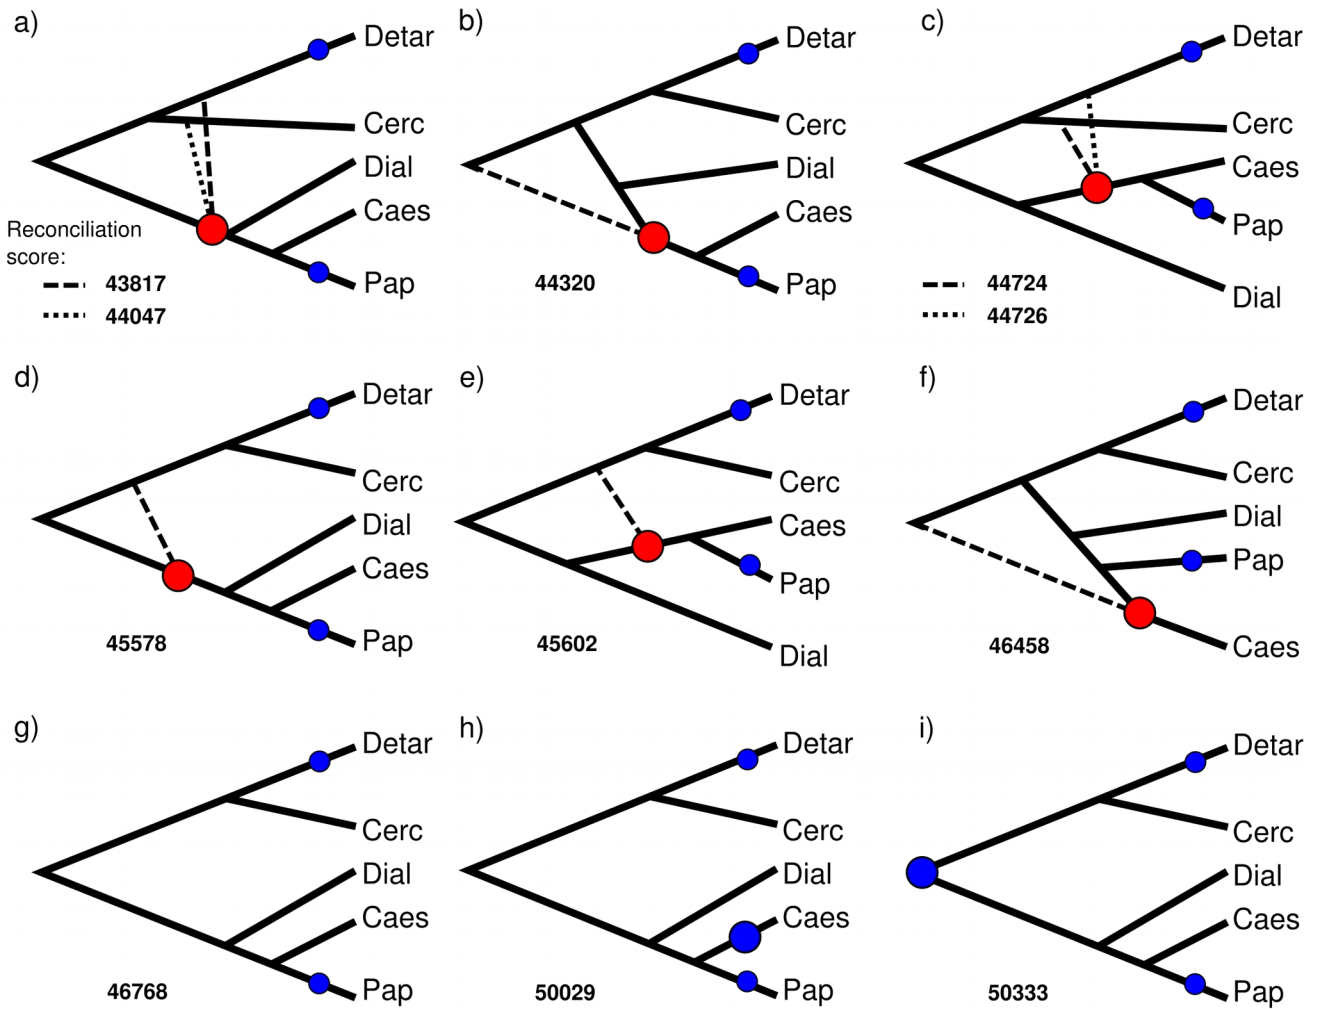 a)
Detar
Cerc
Dial
Caes
Pap
Reconciliation
score:
43817
44047
b)
Detar
Cerc
Dial
Caes
Pap
44320
c)
Detar
Cerc
Caes
Pap
Dial
44724
44726
d)
Detar
Cerc
Dial
Caes
Pap
45578
e)
Detar
Cerc
Caes
Pap
Dial
45602
f)
Detar
Cerc
Dial
Pap
Caes
46458
g)
Detar
Cerc
Dial
Caes
Pap
46768
h)
Detar
Cerc
Dial
Caes
Pap
50029
i)
Detar
Cerc
Dial
Caes
Pap
50333